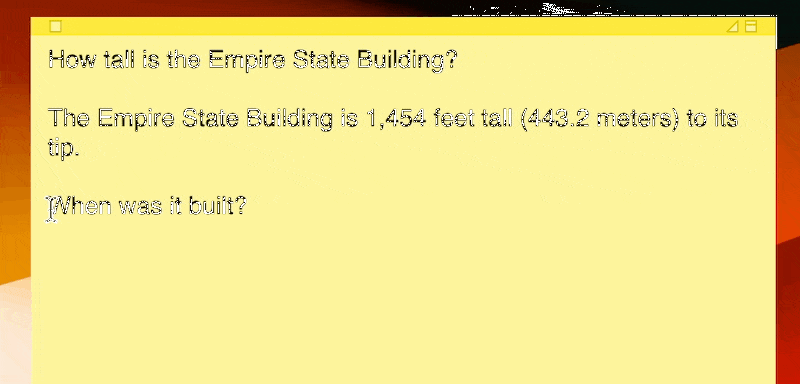 How tall is the Empire State Building?
The Empire State Building is 1,454 feet tall (443.2 meters) to its
tip.
When was it built?